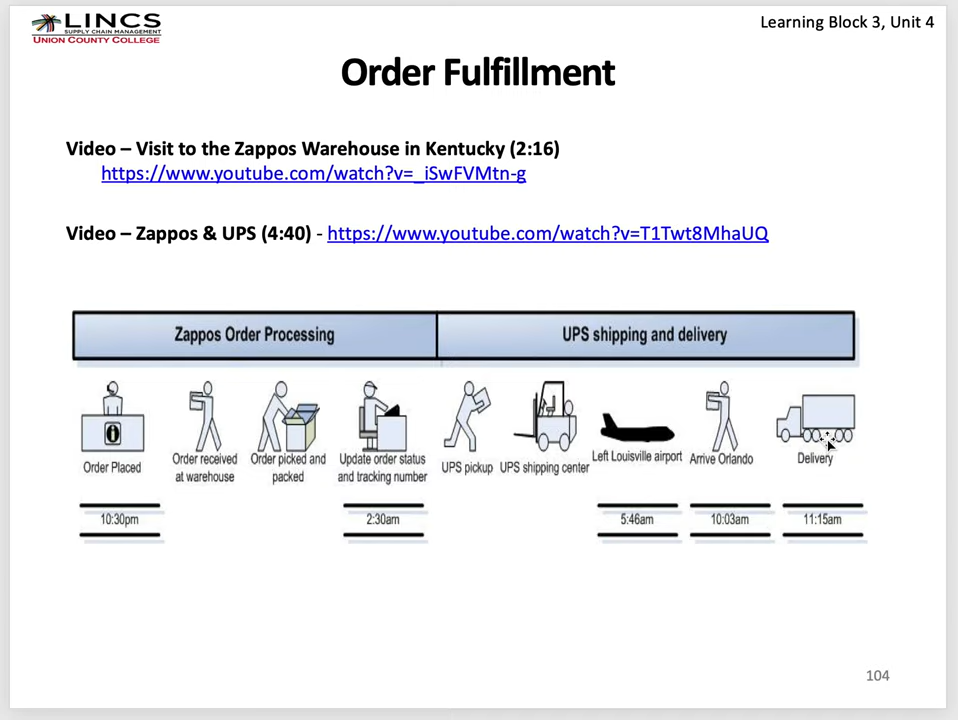 LINCS
SUPPLY CHAIN MANAGEMENT
UNION COUNTY COLLEGE
Learning Block 3, Unit 4
Order Fulfillment
Video – Visit to the Zappos Warehouse in Kentucky (2:16)
https://www.youtube.com/watch?v=_iSwFVMtn-g
Video – Zappos & UPS (4:40) - https://www.youtube.com/watch?v=T1Twt8MhaUQ
Zappos Order Processing
UPS shipping and delivery
Order Placed
Order received
at warehouse
Order picked and
packed
Update order status
and tracking number
UPS pickup
UPS shipping center
Left Louisville airport
Arrive Orlando
Delivery
10:30pm
2:30am
5:46am
10:03am
11:15am
104